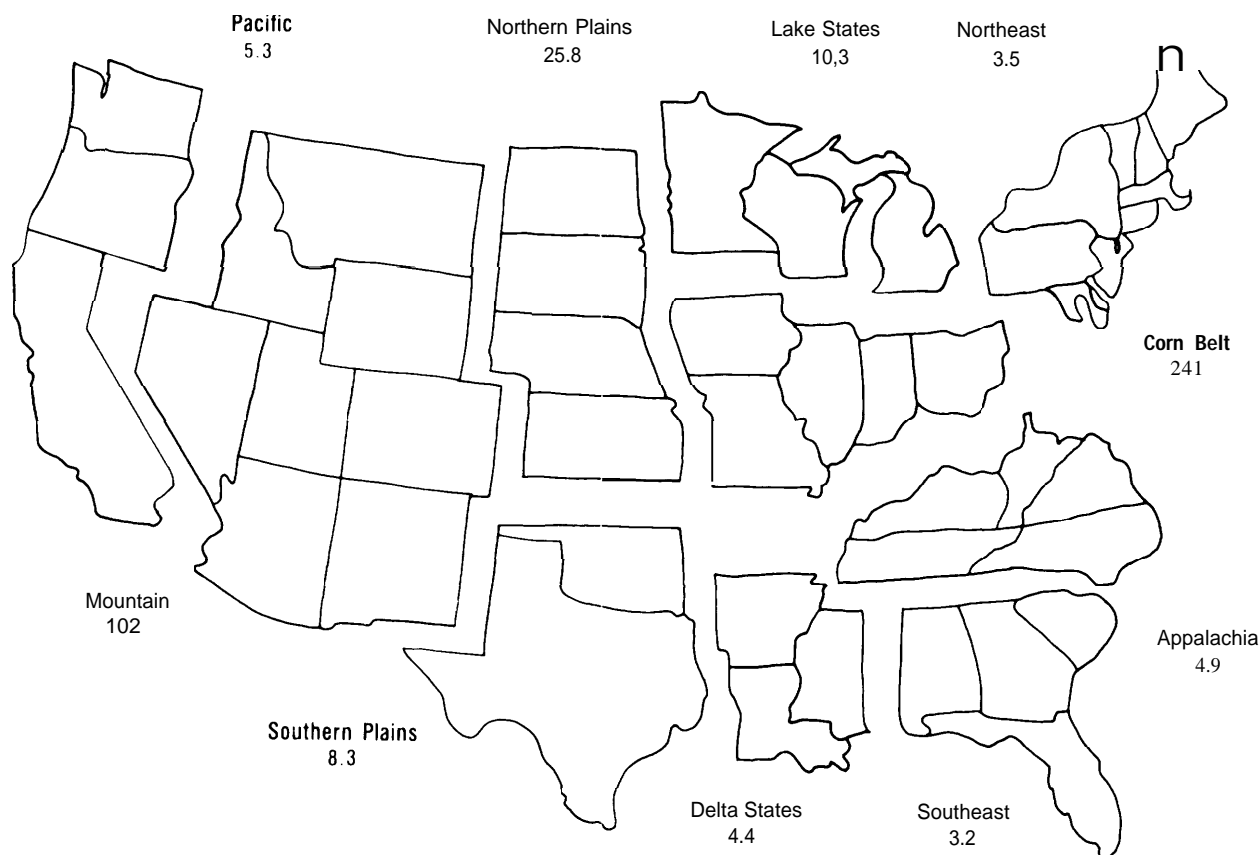 Pacific
5.3
Northern Plains
25.8
Lake States
10,3
Northeast
3.5
n
Corn Belt
241
Mountain
102
Appalachia
4.9
Southern Plains
8.3
Delta States
4.4
Southeast
3.2